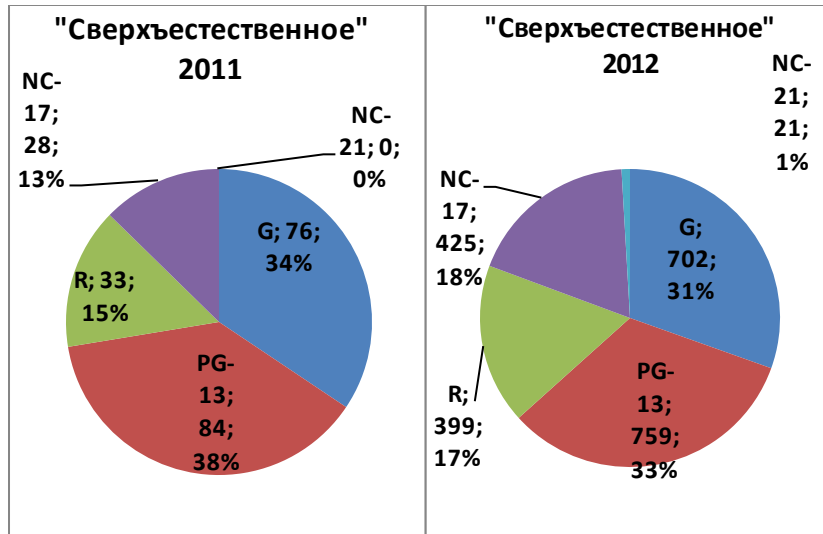 "Сверхъестественное"
2011
NC-
17;
28;
13%
NC-
21; 0;
0%
G; 76;
34%
R; 33;
15%
PG-
13;
84;
38%
"Сверхъестественное"
2012
NC-
21;
21;
1%
NC-
17;
425;
18%
G;
702;
31%
R;
399;
17%
PG-
13;
759;
33%